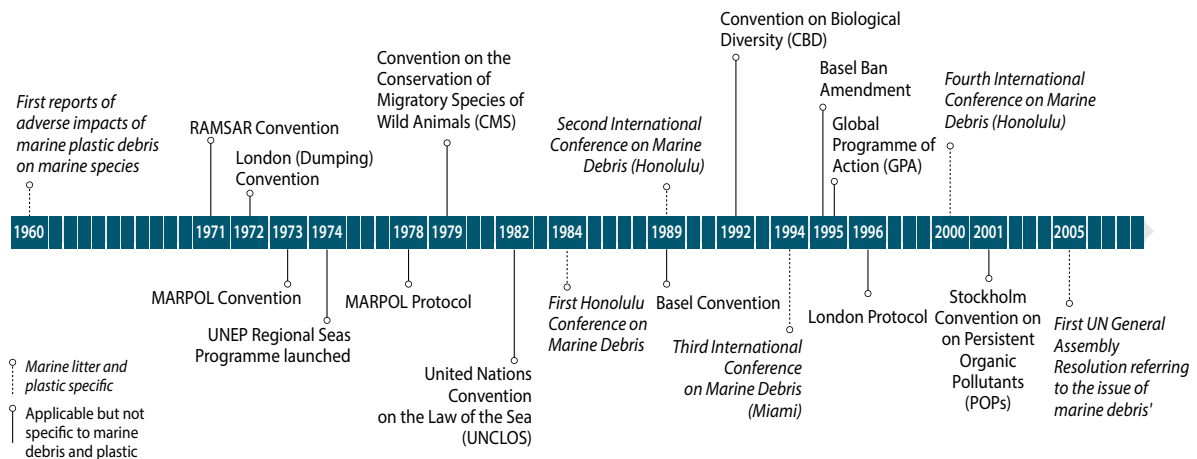 First reports of
adverse impacts of
marine plastic debris
on marine species
RAMSAR Convention
London (Dumping)
Convention
Convention on the
Conservation of
Migratory Species of
Wild Animals (CMS)
Second International
Conference on Marine
Debris (Honolulu)
Convention on Biological
Diversity (CBD)
Basel Ban
Amendment
Global
Programme of
Action (GPA)
Fourth International
Conference on Marine
Debris (Honolulu)
1960 1971 1972 1973 1974 1978 1979 1982 1984 1989 1992 1994 1995 1996 2000 2001 2005
MARPOL Convention
UNEP Regional Seas
Programme launched
MARPOL Protocol
United Nations
Convention
on the Law of the Sea
(UNCLOS)
First Honolulu
Conference on
Marine Debris
Basel Convention
Third International
Conference
on Marine Debris
(Miami)
London Protocol
Stockholm
Convention on
on Persistent
Organic
Pollutants
(POPs)
First UN General
Assembly
Resolution referring
to the issue of
marine debris'
Marine litter and
plastic specific
Applicable but not
specific to marine
debris and plastic